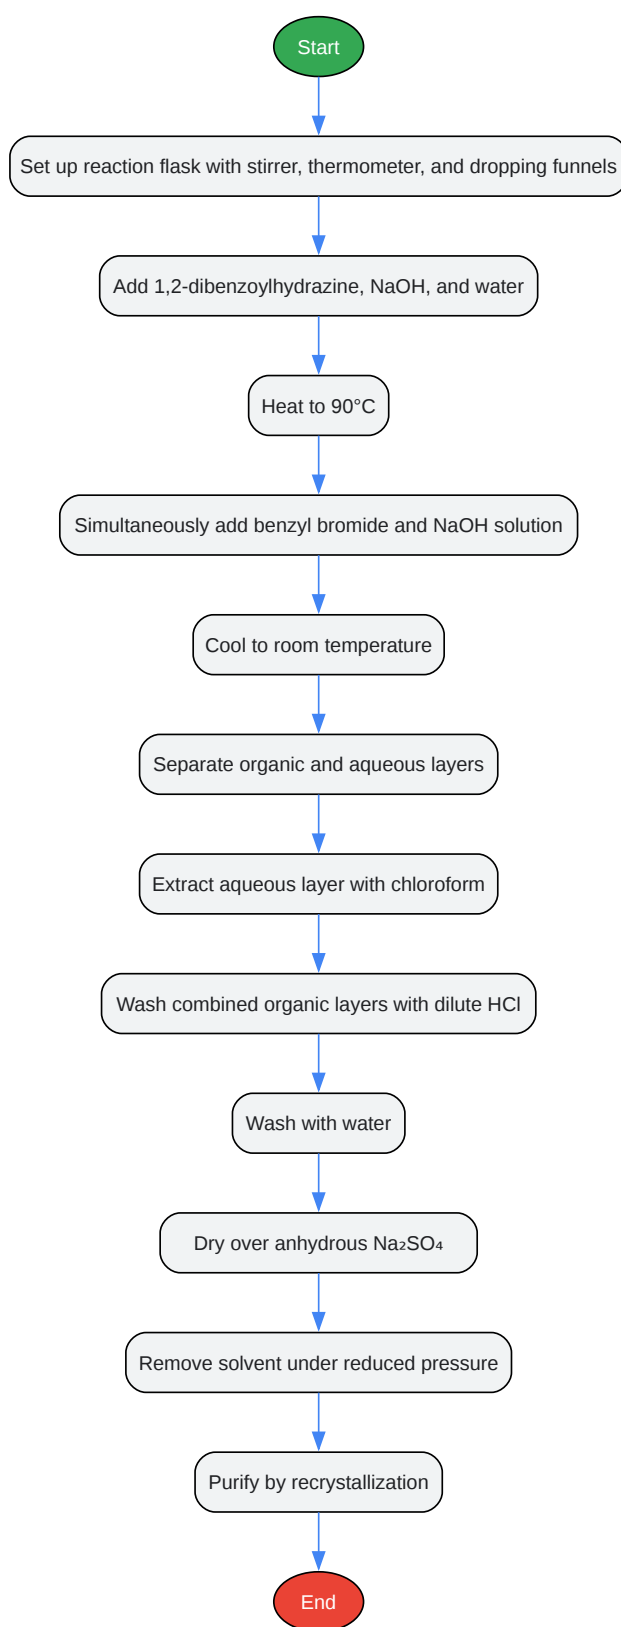 Start
Set up reaction flask with stirrer, thermometer, and dropping funnels
Add 1,2-dibenzoylhydrazine, NaOH, and water
Heat to 90°C
Simultaneously add benzyl bromide and NaOH solution
Cool to room temperature
Separate organic and aqueous layers
Extract aqueous layer with chloroform
Wash combined organic layers with dilute HCl
Wash with water
Dry over anhydrous Na₂SO₄
Remove solvent under reduced pressure
Purify by recrystallization
End